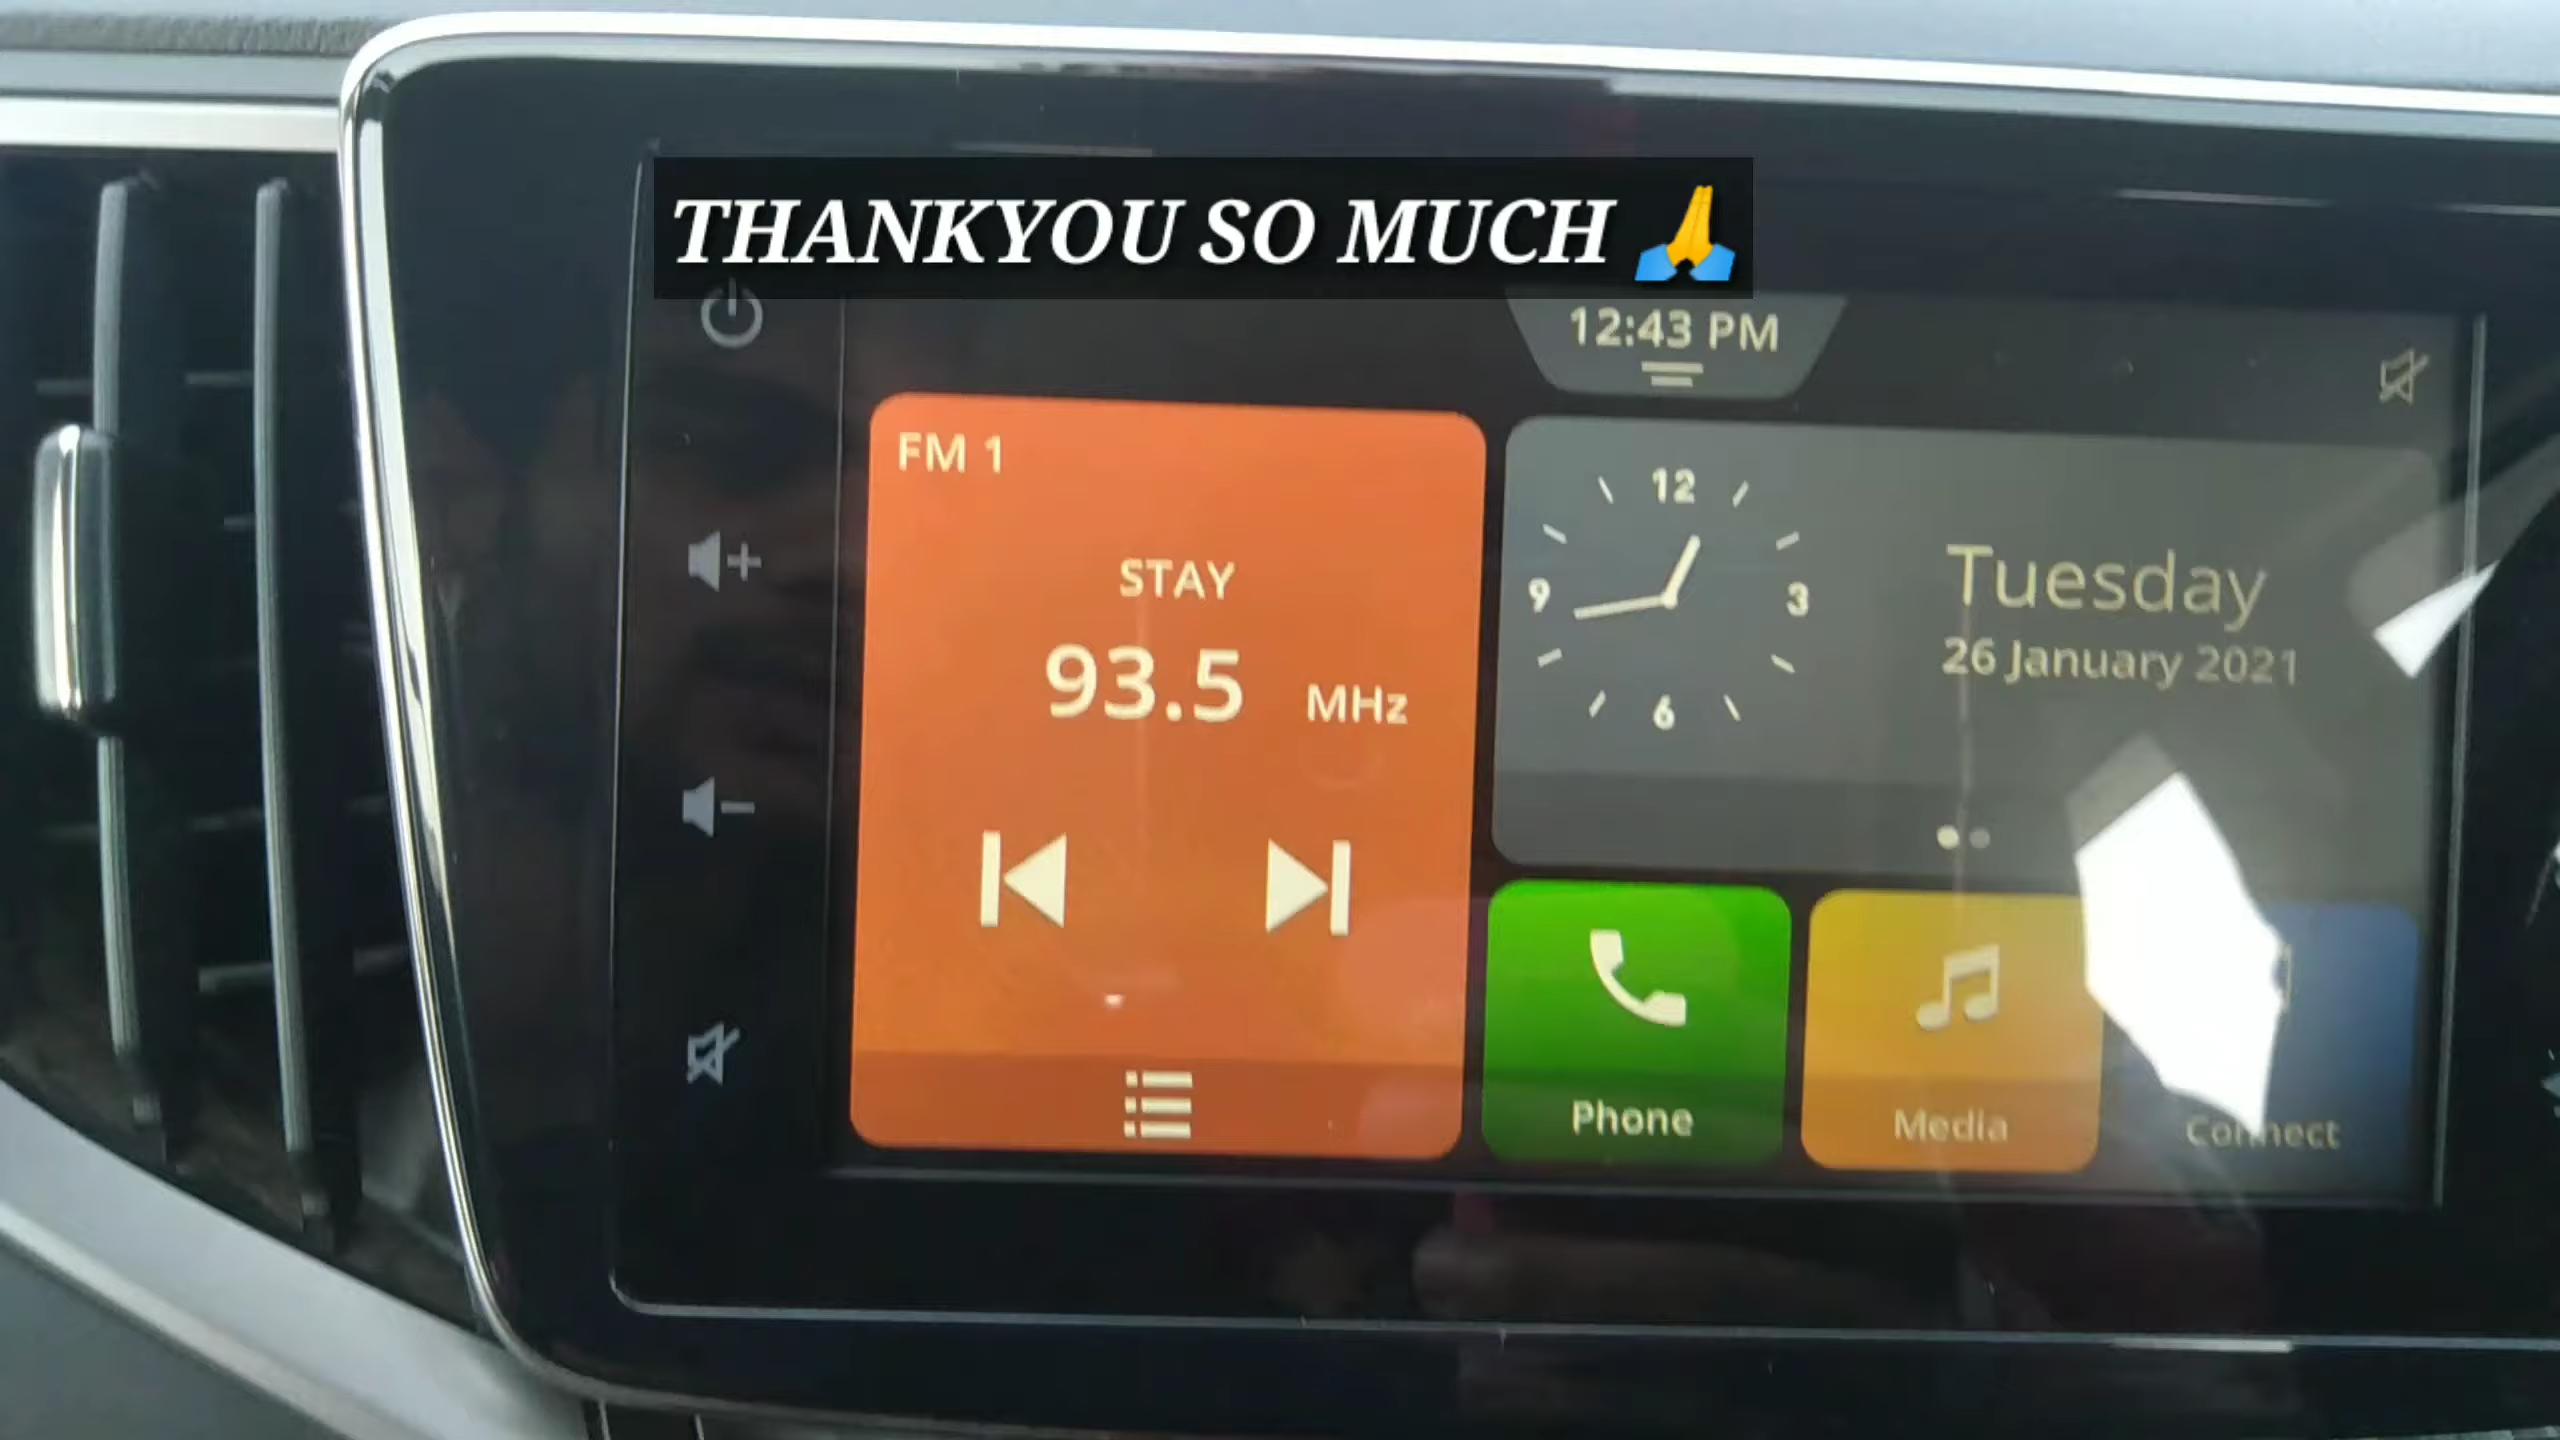 THANKYOU SO MUCH 🙏
12:43 PM
FM 1
STAY
93.5 MHz
12
9
3
6
Tuesday
26 January 2021
Phone
Media
Connect